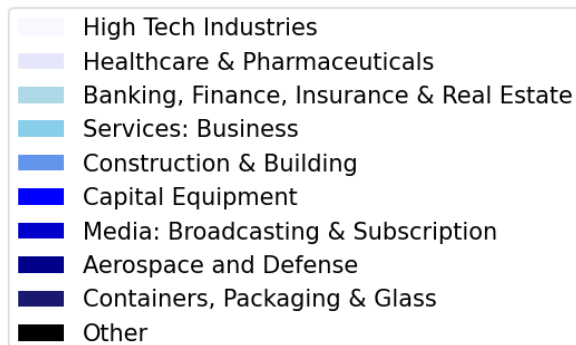 High Tech Industries
Healthcare & Pharmaceuticals
Banking, Finance, Insurance & Real Estate
Services: Business
Construction & Building
Capital Equipment
Media: Broadcasting & Subscription
Aerospace and Defense
Containers, Packaging & Glass
Other